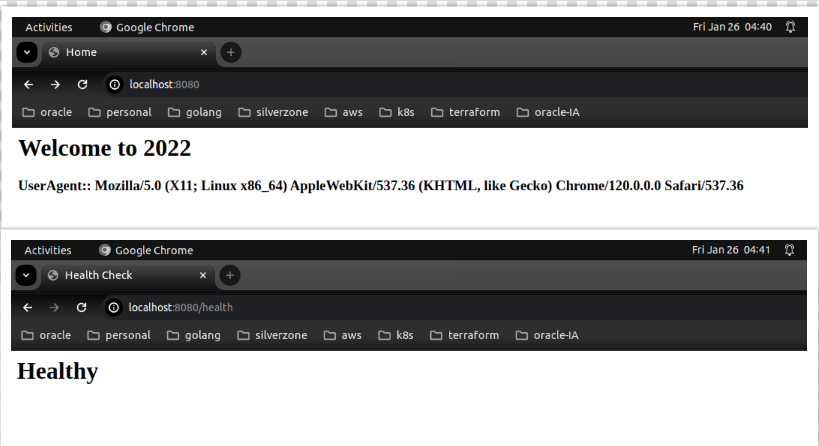 Activities Google Chrome Fri Jan 26 04:40
Home
localhost:8080
oracle personal golang silverzone aws k8s terraform oracle-IA
Welcome to 2022
UserAgent:: Mozilla/5.0 (X11; Linux x86_64) AppleWebKit/537.36 (KHTML, like Gecko) Chrome/120.0.0.0 Safari/537.36
Activities Google Chrome Fri Jan 26 04:41
Health Check
localhost:8080/health
oracle personal golang silverzone aws k8s terraform oracle-IA
Healthy